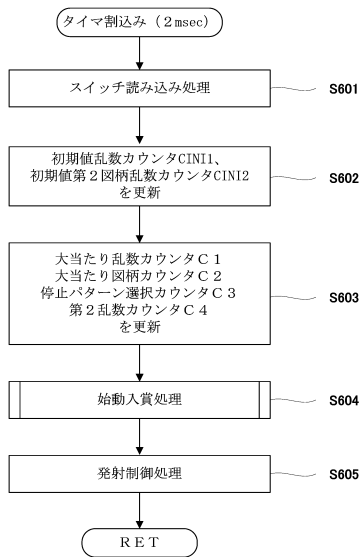 タイマ割込み（２msec）
スイッチ読み込み処理
S601
初期値乱数カウンタCINI1、
初期値第２図柄乱数カウンタCINI2
を更新
S602
大当たり乱数カウンタＣ１
大当たり図柄カウンタＣ２
停止パターン選択カウンタＣ３
第２乱数カウンタＣ４
を更新
S603
始動入賞処理
S604
発射制御処理
S605
ＲＥＴ